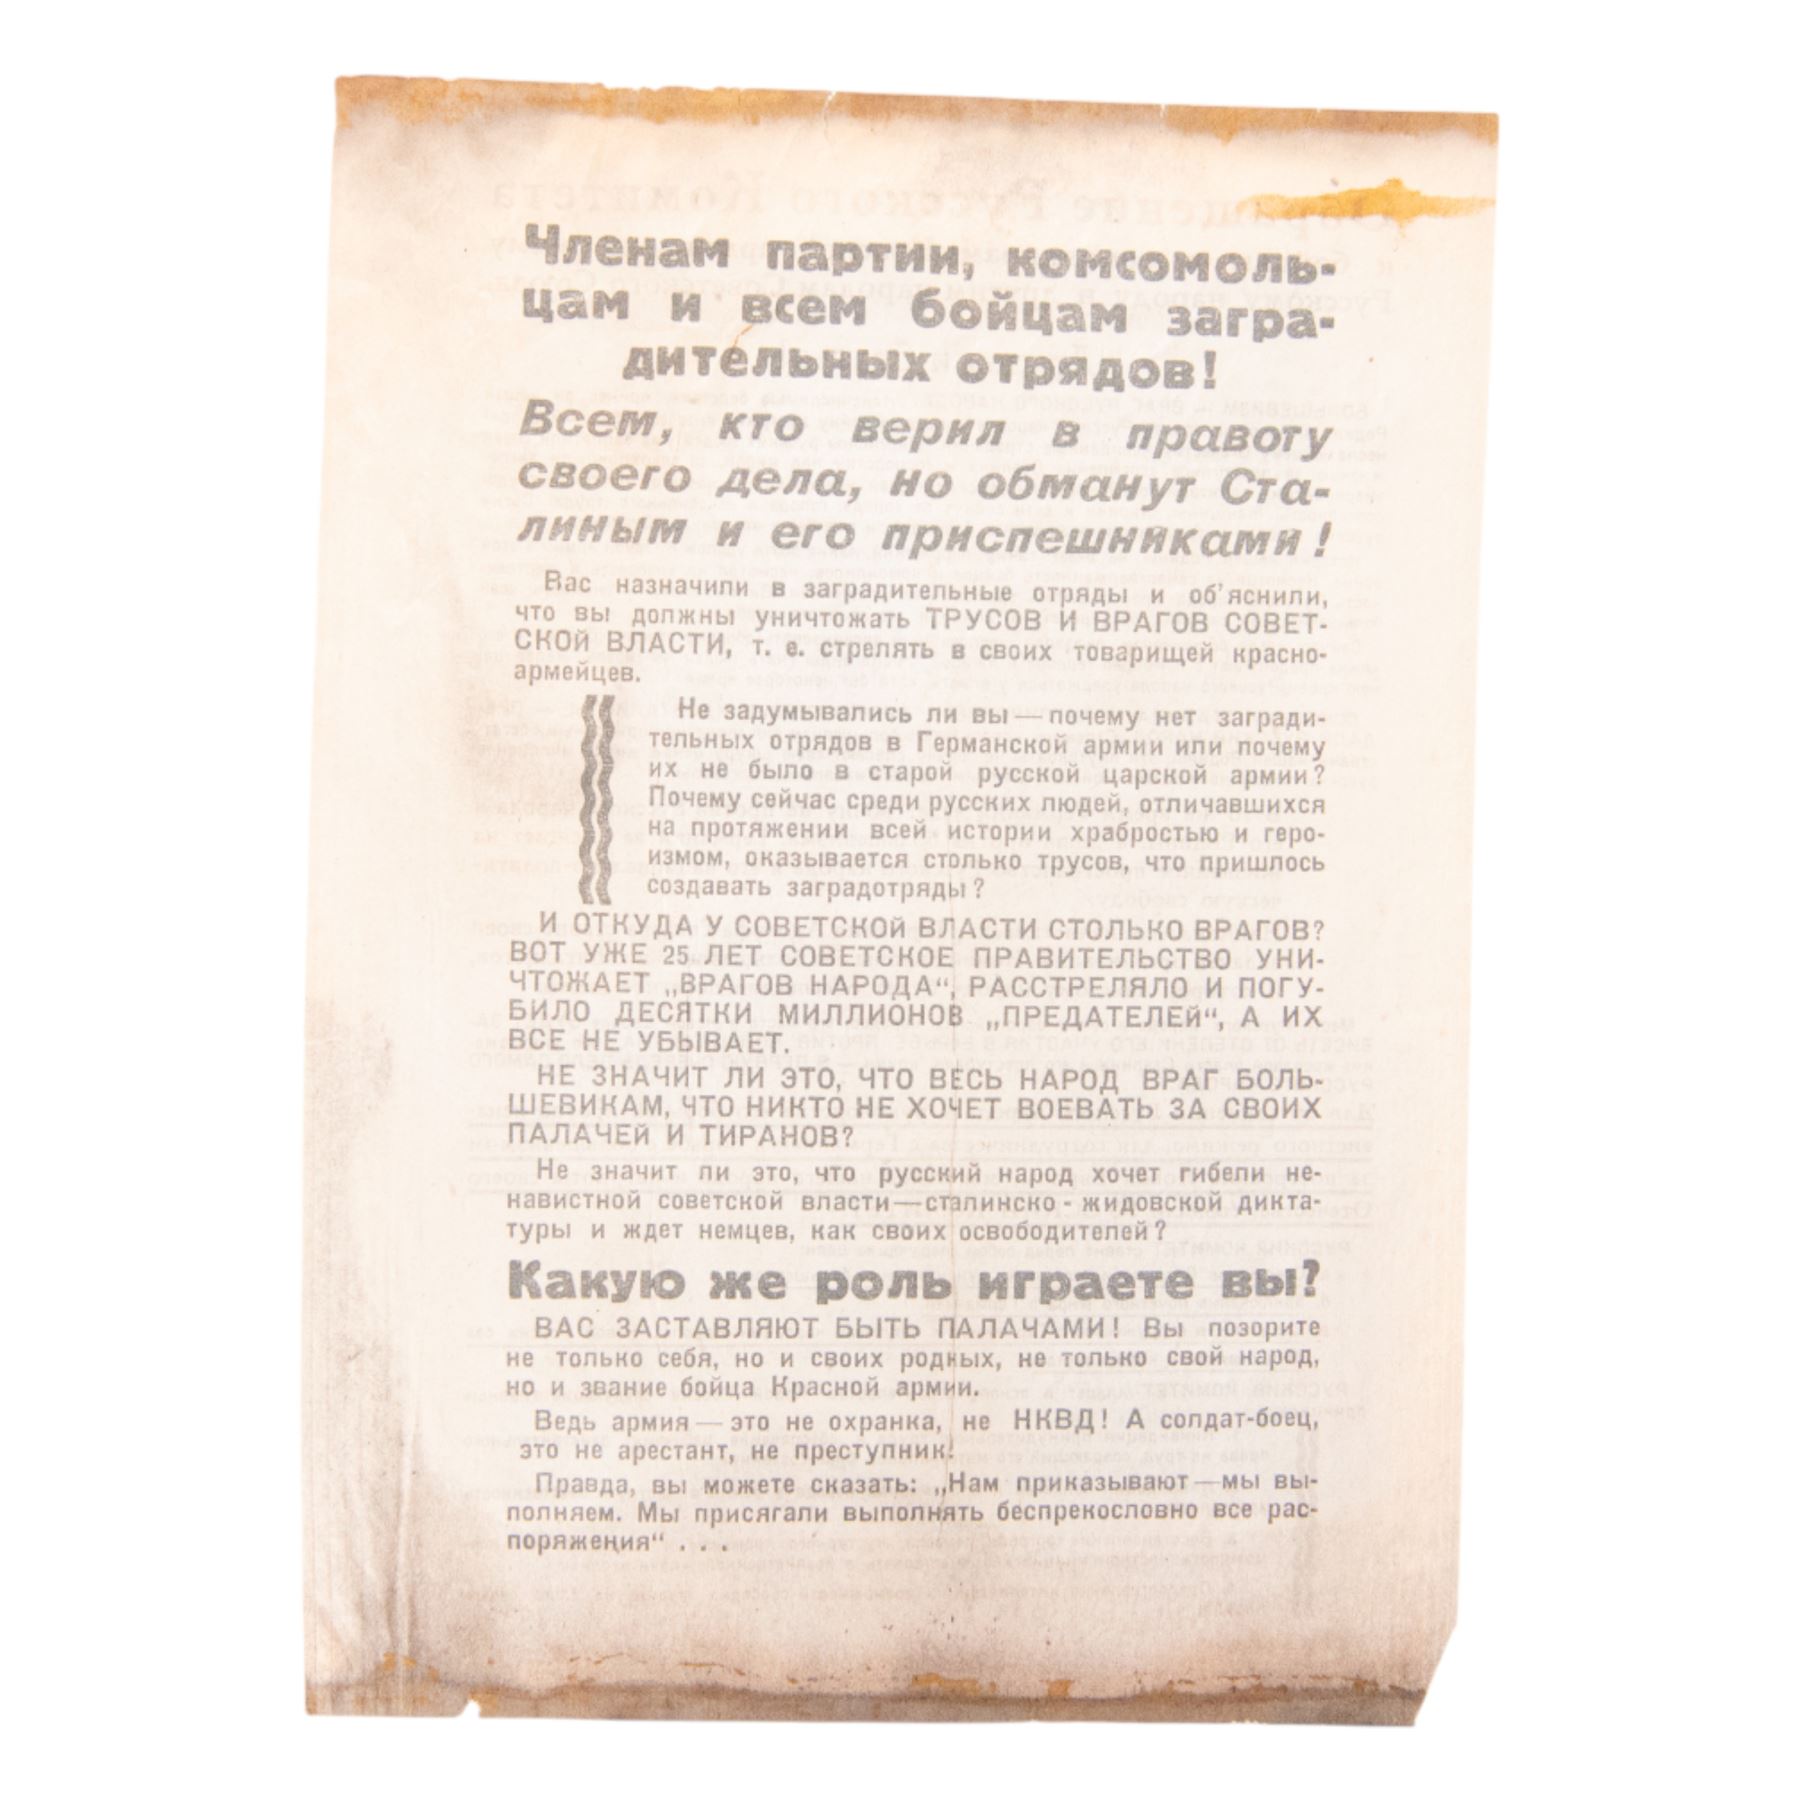 Членам партии, комсомоль-
цам и всем бойцам загра-
дительных отрядов!
Всем, кто верил в правоту
своего дела, но обманут Ста-
линым и его приспешниками!
Вас назначили в заградительные отряды и об'яснили,
что вы должны уничтожать ТРУСОВ И ВРАГОВ СОВЕТ-
СКОЙ ВЛАСТИ, т. е. стрелять в своих товарищей красно-
армейцев.
Не задумывались ли вы — почему нет загради-
тельных отрядов в Германской армии или почему
их не было в старой русской царской армии?
Почему сейчас среди русских людей, отличавшихся
на протяжении всей истории храбростью и геро-
измом, оказывается столько трусов, что пришлось
создавать заградотряды?
И ОТКУДА У СОВЕТСКОЙ ВЛАСТИ СТОЛЬКО ВРАГОВ?
ВОТ УЖЕ 25 ЛЕТ СОВЕТСКОЕ ПРАВИТЕЛЬСТВО УНИ-
ЧТОЖАЕТ „ВРАГОВ НАРОДА“, РАССТРЕЛЯЛО И ПОГУ-
БИЛО ДЕСЯТКИ МИЛЛИОНОВ „ПРЕДАТЕЛЕЙ“, А ИХ
ВСЕ НЕ УБЫВАЕТ.
НЕ ЗНАЧИТ ЛИ ЭТО, ЧТО ВЕСЬ НАРОД ВРАГ БОЛЬ-
ШЕВИКАМ, ЧТО НИКТО НЕ ХОЧЕТ ВОЕВАТЬ ЗА СВОИХ
ПАЛАЧЕЙ И ТИРАНОВ?
Не значит ли это, что русский народ хочет гибели не-
навистной советской власти—сталинско - жидовской дикта-
туры и ждет немцев, как своих освободителей?
Какую же роль играете вы?
ВАС ЗАСТАВЛЯЮТ БЫТЬ ПАЛАЧАМИ! Вы позорите
не только себя, но и своих родных, не только свой народ,
но и звание бойца Красной армии.
Ведь армия — это не охранка, не НКВД! А солдат-боец,
это не арестант, не преступник!
Правда, вы можете сказать: „Нам приказывают — мы вы-
полняем. Мы присягали выполнять беспрекословно все рас-
поряжения“ . . .